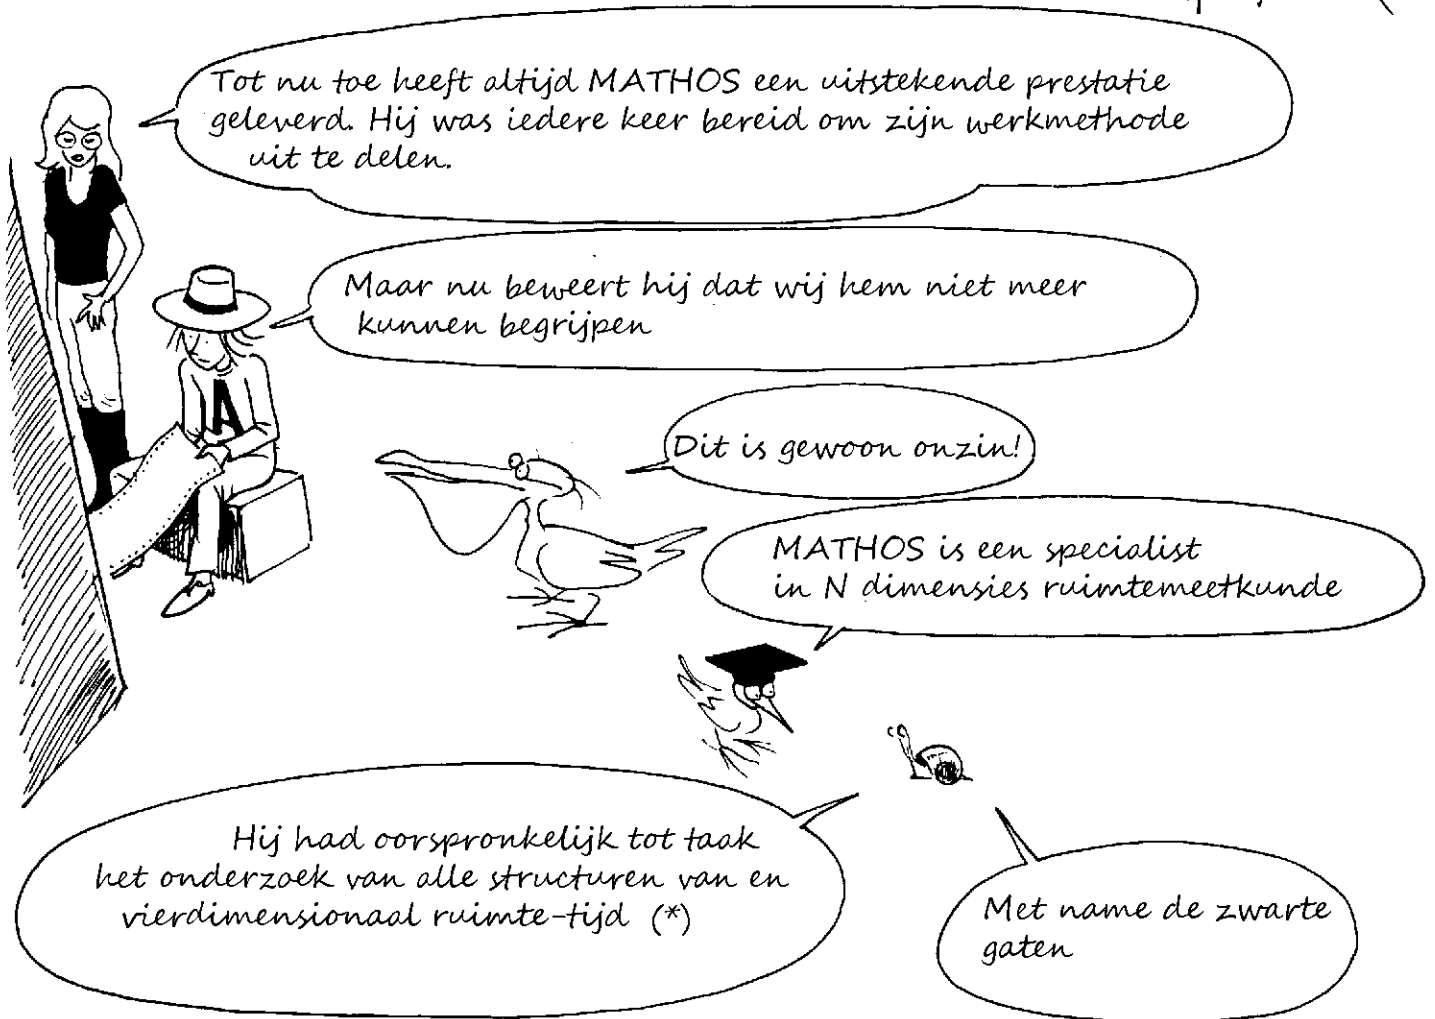 Tot nu toe heeft altijd MATHOS een uitstekende prestatie
geleverd. Hij was iedere keer bereid om zijn werkmethode
uit te delen.
Maar nu beweert hij dat wij hem niet meer
kunnen begrijpen
Dit is gewoon onzin!
MATHOS is een specialist
in N dimensies ruimtemeetkunde
Hij had oorspronkelijk tot taak
het onderzoek van alle structuren van en
vierdimensionaal ruimte-tijd (*)
Met name de zwarte
gaten
A